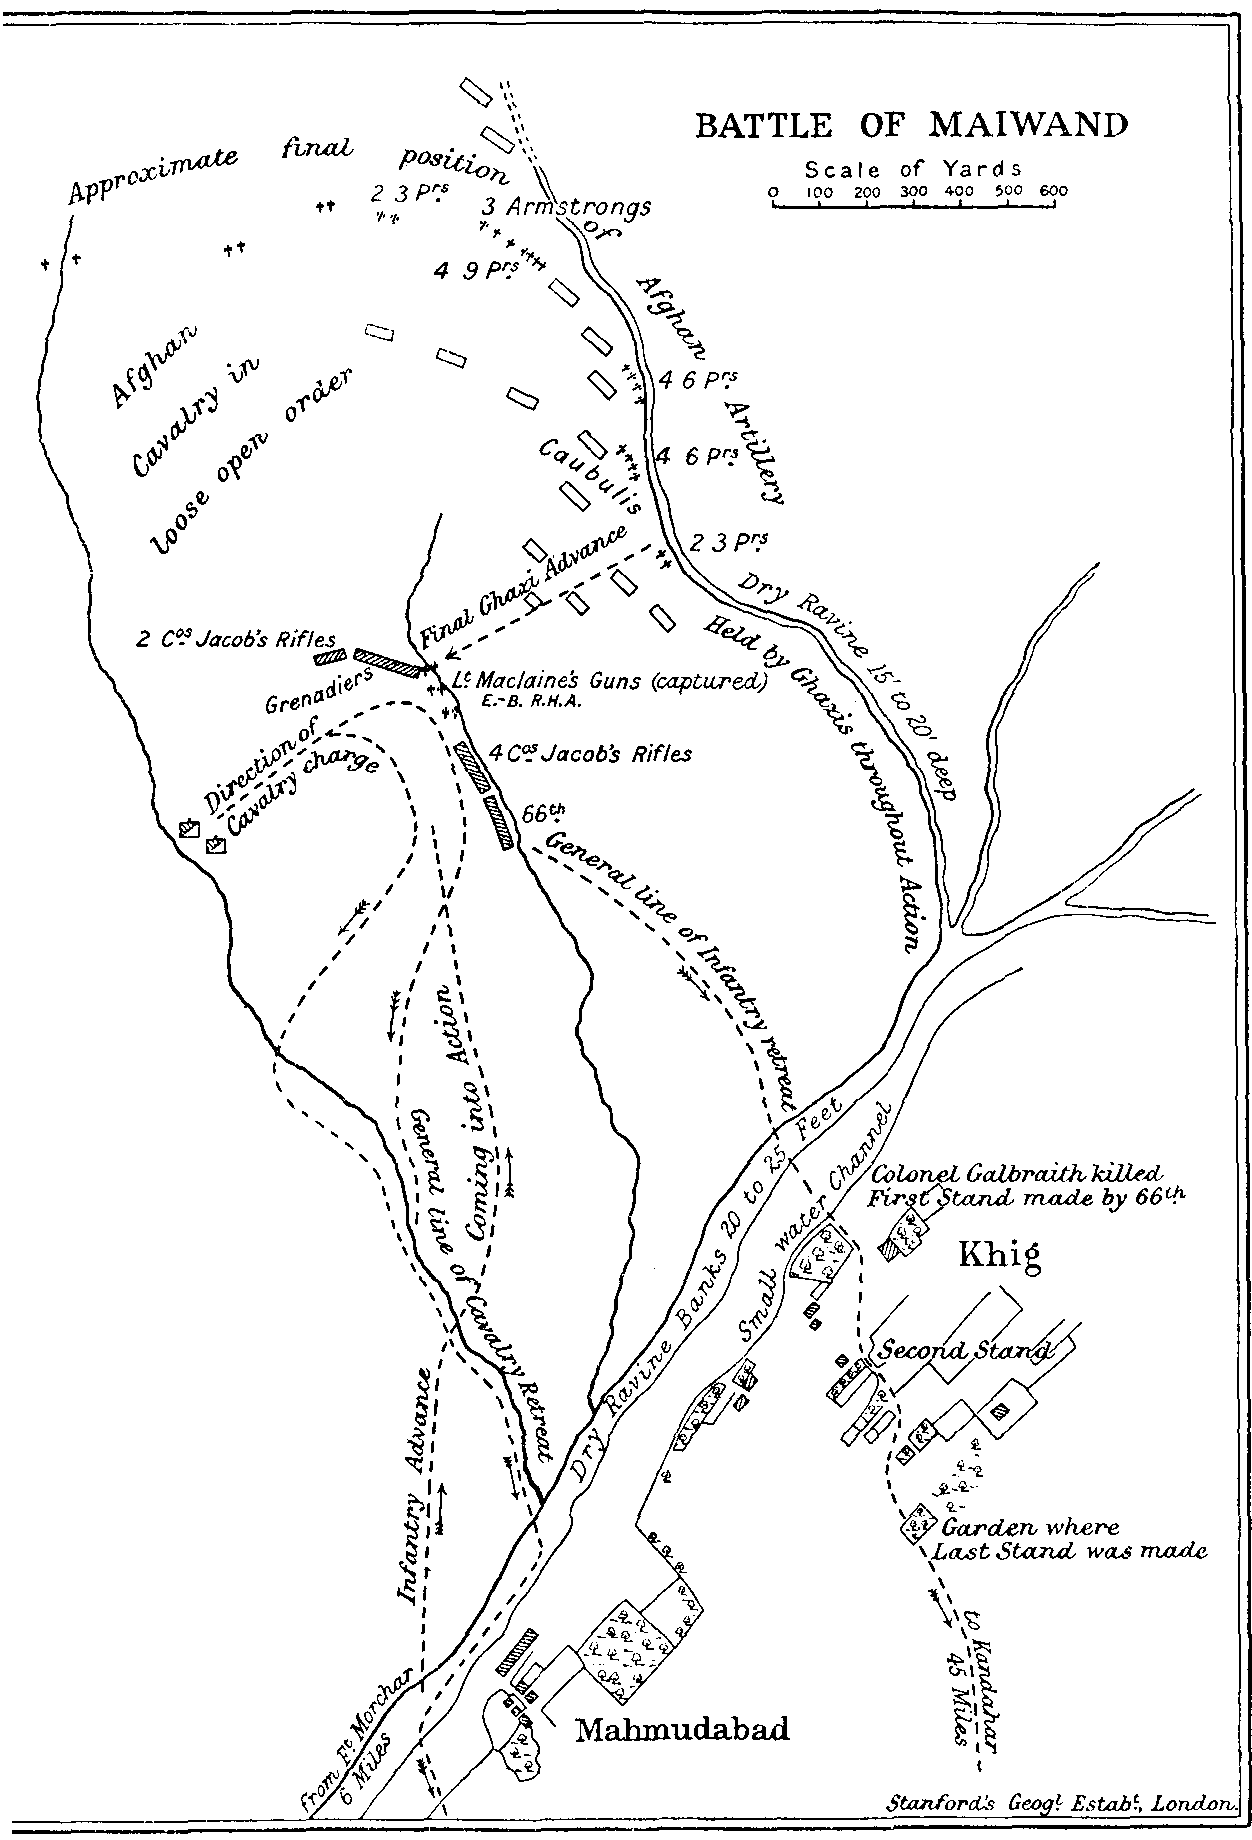 BATTLE OF MAIWAND
Scale of Yards
0 100 200 300 400 500 600
Approximate final position of Afghan Artillery
2 3 Prs
3 Armstrongs
4 9 Prs
4 6 Prs
4 6 Prs
2 3 Prs
Afghan
Cavalry in
loose open order
Caubulis
Final Ghazi Advance
Dry Ravine 15' to 20' deep
Held by Ghazis throughout Action
2 Cos Jacob's Rifles
Grenadiers
Lt Maclaine's Guns (captured)
E.-B. R.H.A.
4 Cos Jacob's Rifles
66th
Direction of
Cavalry charge
General line of Infantry retreat
Coming into Action
General line of Cavalry Retreat
Infantry Advance
Dry Ravine Banks 20 to 25 Feet
Small water Channel
Colonel Galbraith killed
First Stand made by 66th
Khig
Second Stand
Garden where
Last Stand was made
to Kandahar
45 Miles
from Ft Morchar
6 Miles
Mahmudabad
Stanford's Geogl Estabt, London.